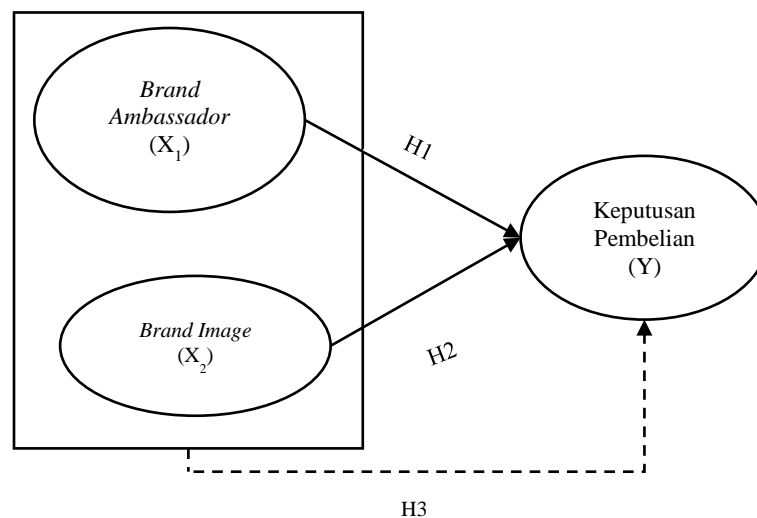 Brand
Ambassador
(X₁)
H1
Keputusan
Pembelian
(Y)
Brand Image
(X₂)
H2
H3